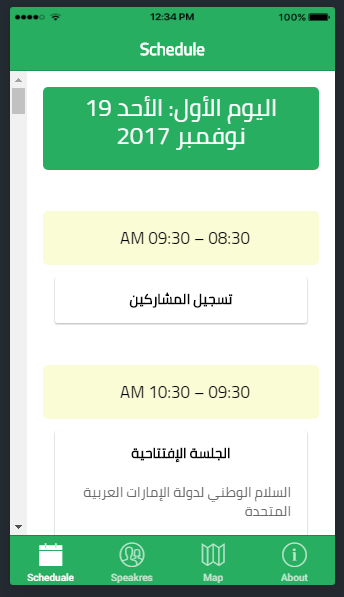 12:34 PM
100%
Schedule
اليوم الأول: الأحد 19
نوفمبر 2017
08:30 – 09:30 AM
تسجيل المشاركين
09:30 – 10:30 AM
الجلسة الإفتتاحية
السلام الوطني لدولة الإمارات العربية
المتحدة
Scheduale
Speakres
Map
About